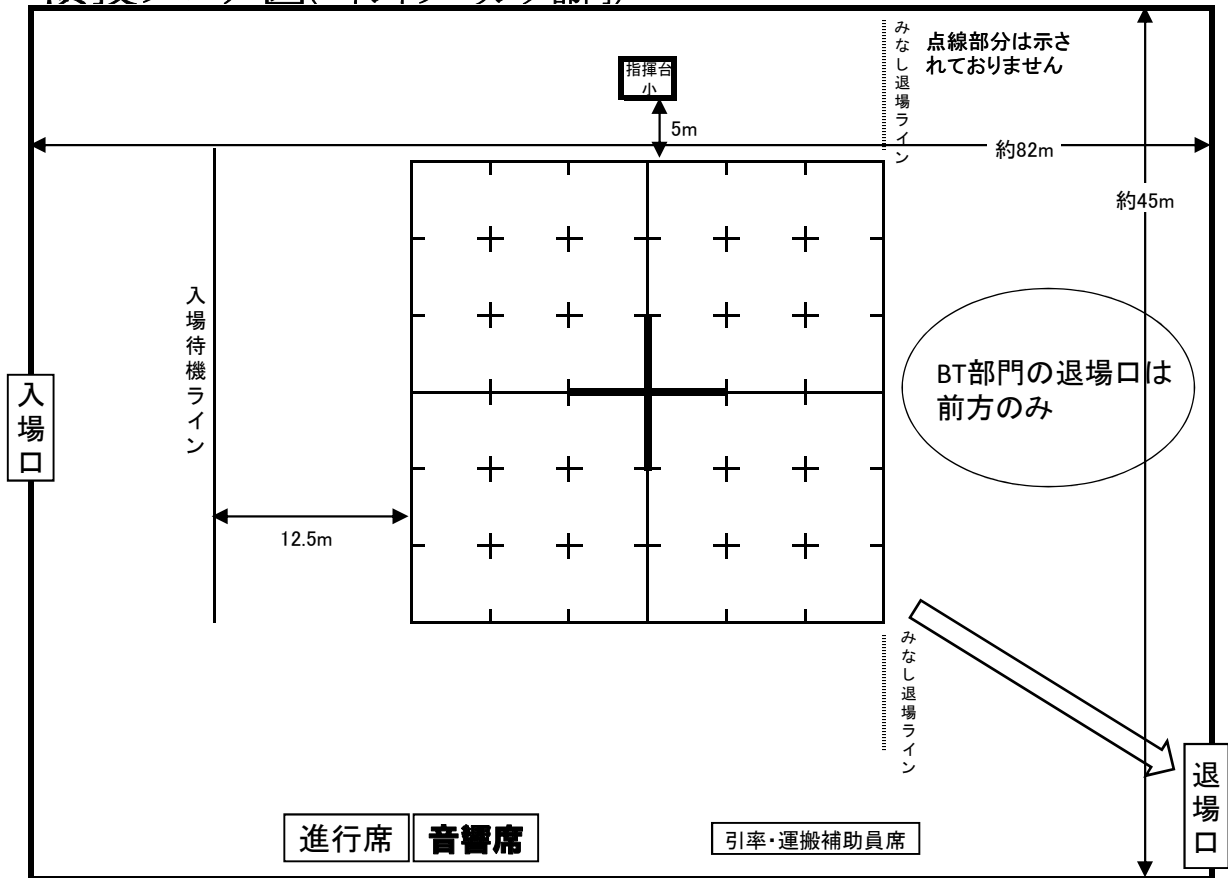 み
な
し
退
場
ラ
イ
ン
点線部分は示さ
れておりません
指揮台
小
5m
約82m
約45m
入
場
待
機
ラ
イ
ン
BT部門の退場口は
前方のみ
入
場
口
12.5m
み
な
し
退
場
ラ
イ
ン
退
場
口
進行席
音響席
引率・運搬補助員席